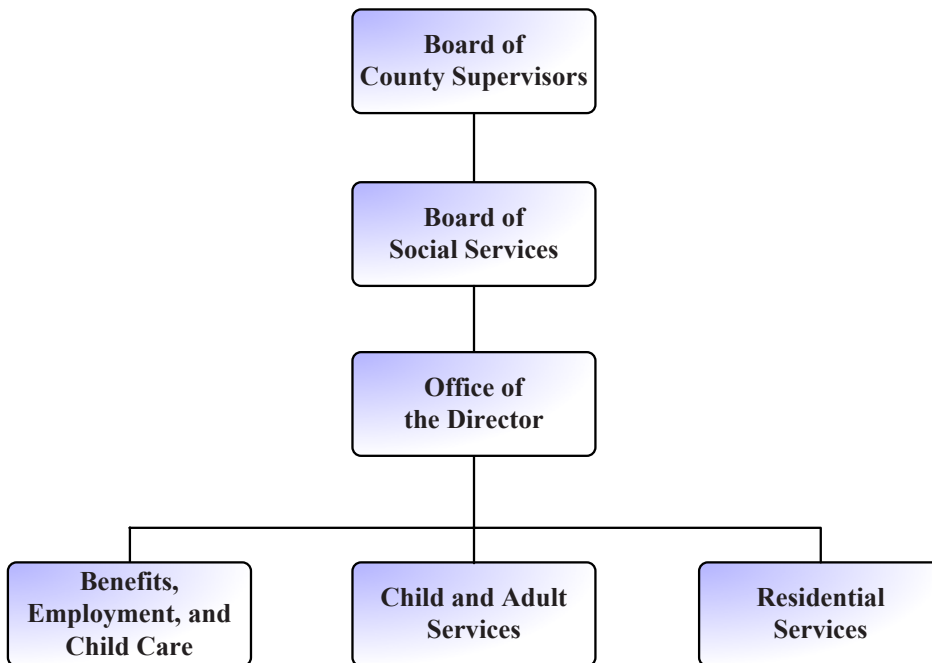 Board of
County Supervisors
Board of
Social Services
Office of
the Director
Benefits,
Employment, and
Child Care
Child and Adult
Services
Residential
Services